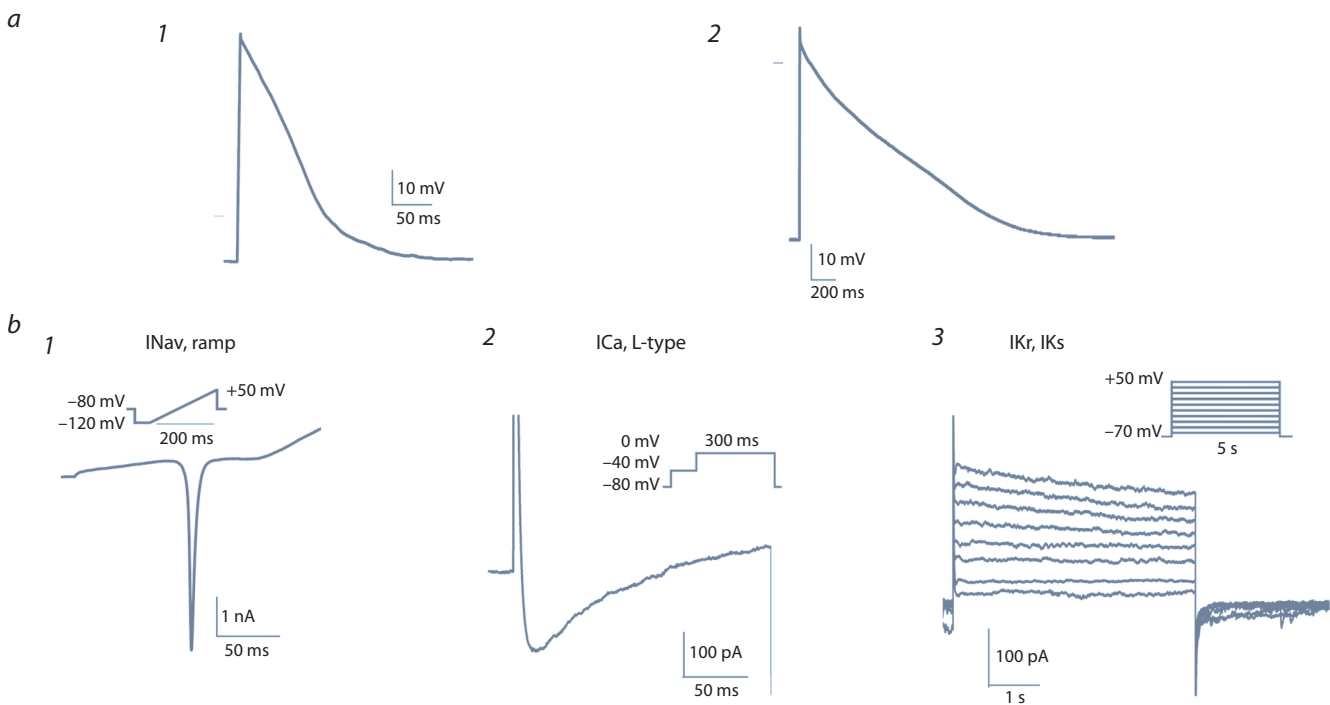 a
1
10 mV
50 ms
2
10 mV
200 ms
b
1
INav, ramp
–80 mV
–120 mV
+50 mV
200 ms
1 nA
50 ms
2
ICa, L-type
0 mV
–40 mV
–80 mV
300 ms
100 pA
50 ms
3
IKr, IKs
+50 mV
–70 mV
5 s
100 pA
1 s